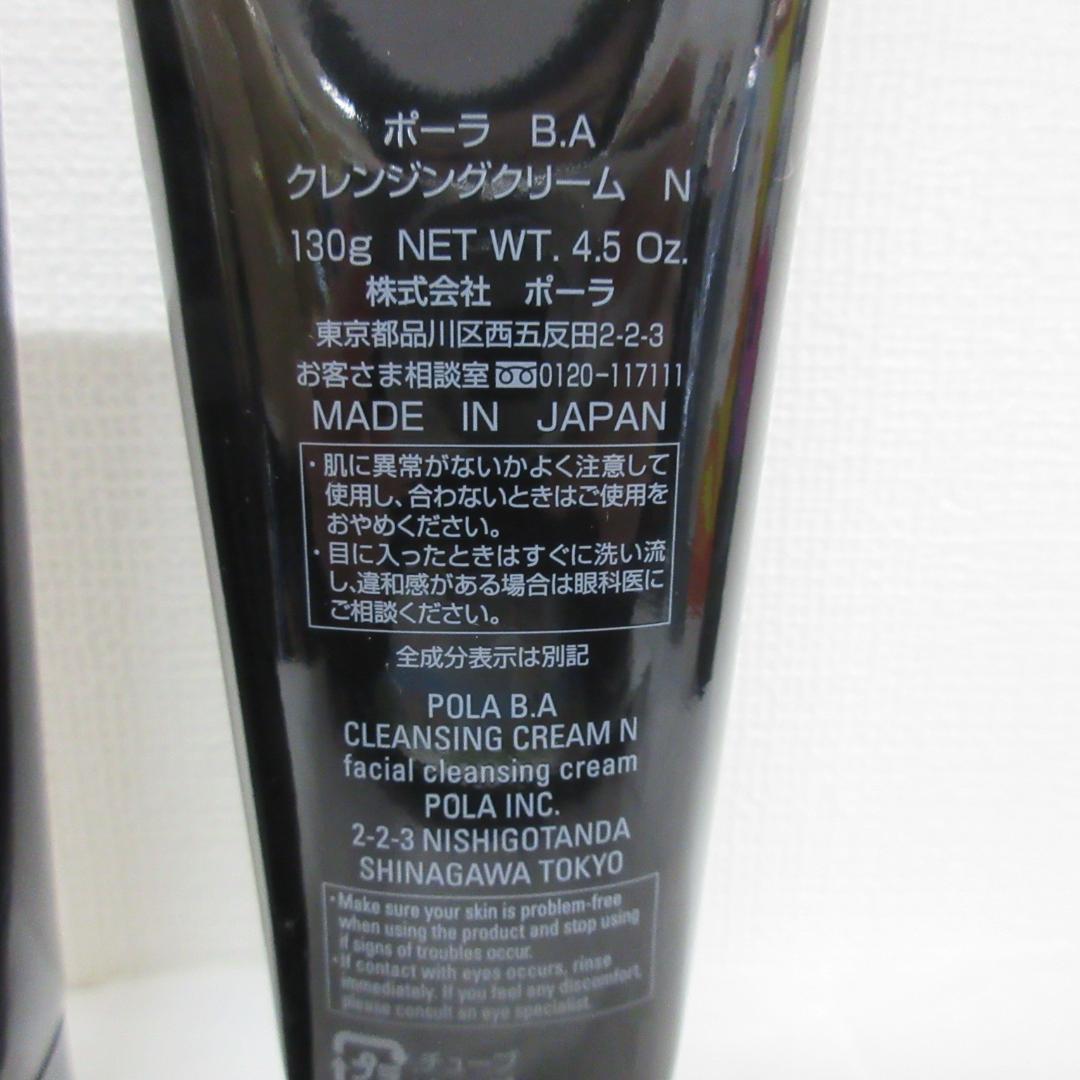 ポーラ B.A
クレンジングクリーム N
130g NET WT. 4.5 Oz.
株式会社 ポーラ
東京都品川区西五反田2-2-3
お客さま相談室 0120-117111
MADE IN JAPAN
・肌に異常がないかよく注意して
使用し、合わないときはご使用を
おやめください。
・目に入ったときはすぐに洗い流
し、違和感がある場合は眼科医に
ご相談ください。
全成分表示は別記
POLA B.A
CLEANSING CREAM N
facial cleansing cream
POLA INC.
2-2-3 NISHIGOTANDA
SHINAGAWA TOKYO
・Make sure your skin is problem-free
when using the product and stop using
if signs of troubles occur.
・If contact with eyes occurs, rinse
immediately. If you feel any discomfort,
please consult an eye specialist.
チューブ